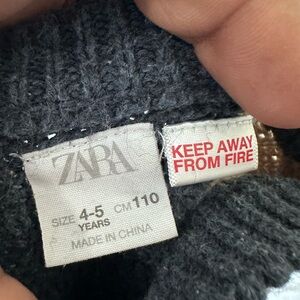 ZARA
SIZE 4-5 YEARS CM 110
MADE IN CHINA
KEEP AWAY
FROM FIRE